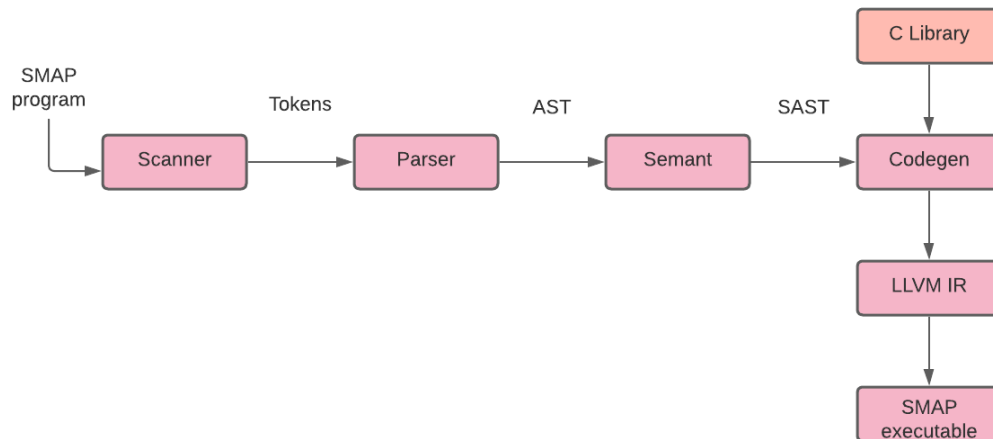 C Library
SMAP
program
Tokens
AST
SAST
Scanner
Parser
Semant
Codegen
LLVM IR
SMAP
executable